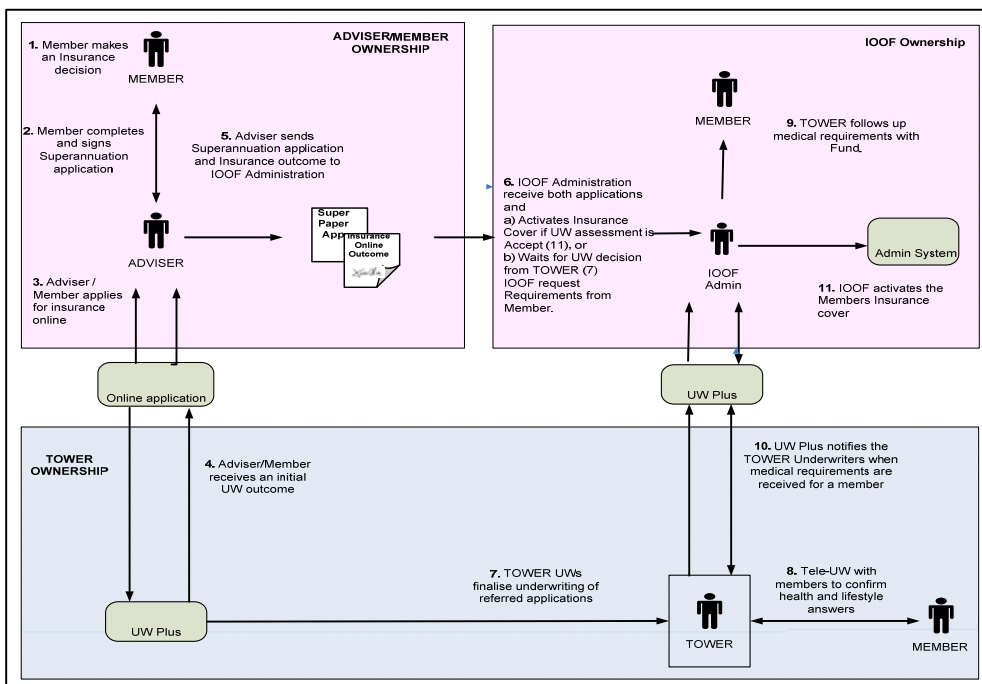 ADVISER/MEMBER
OWNERSHIP
1. Member makes
an Insurance
decision
MEMBER
2. Member completes
and signs
Superannuation
application
5. Adviser sends
Superannuation application
and Insurance outcome to
IOOF Administration
ADVISER
Super
Paper
App
Insurance
Online
Outcome
3. Adviser /
Member applies
for insurance
online
IOOF Ownership
MEMBER
9. TOWER follows up
medical requirements with
Fund.
6. IOOF Administration
receive both applications
and
a) Activates Insurance
Cover if UW assessment is
Accept (11), or
b) Waits for UW decision
from TOWER (7)
IOOF request
Requirements from
Member.
IOOF
Admin
Admin System
11. IOOF activates the
Members Insurance
cover
Online application
UW Plus
TOWER
OWNERSHIP
4. Adviser/Member
receives an initial
UW outcome
10. UW Plus notifies the
TOWER Underwriters when
medical requirements are
received for a member
7. TOWER UWs
finalise underwriting of
referred applications
8. Tele-UW with
members to confirm
health and lifestyle
answers
UW Plus
TOWER
MEMBER